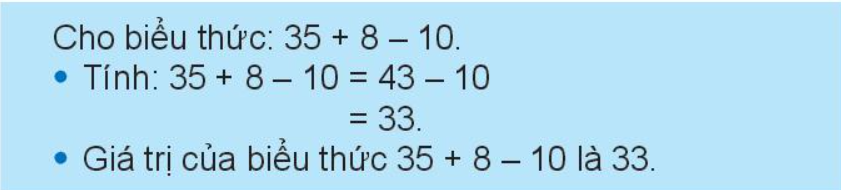 Cho biểu thức: 35 + 8 – 10.
• Tính: 35 + 8 – 10 = 43 – 10
= 33.
• Giá trị của biểu thức 35 + 8 – 10 là 33.